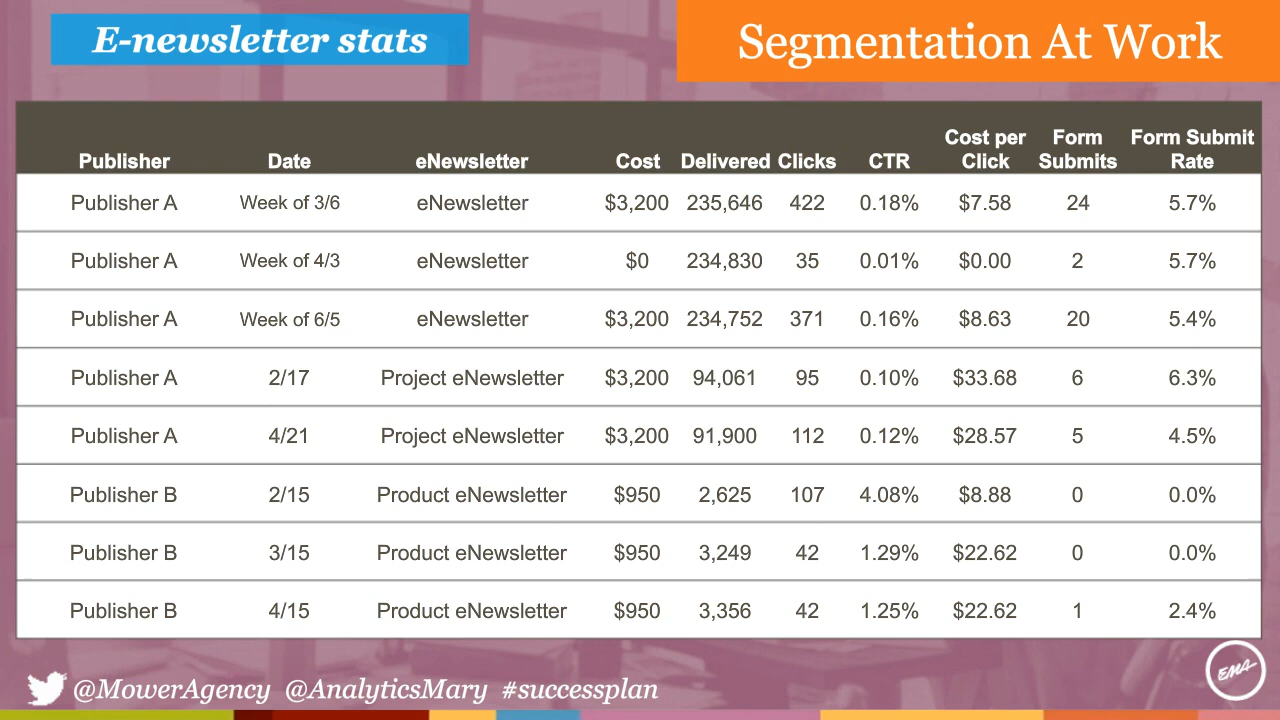 E-newsletter stats
Segmentation At Work
Publisher Date eNewsletter Cost Delivered Clicks CTR Cost per Click Form Submits Form Submit Rate
Publisher A Week of 3/6 eNewsletter $3,200 235,646 422 0.18% $7.58 24 5.7%
Publisher A Week of 4/3 eNewsletter $0 234,830 35 0.01% $0.00 2 5.7%
Publisher A Week of 6/5 eNewsletter $3,200 234,752 371 0.16% $8.63 20 5.4%
Publisher A 2/17 Project eNewsletter $3,200 94,061 95 0.10% $33.68 6 6.3%
Publisher A 4/21 Project eNewsletter $3,200 91,900 112 0.12% $28.57 5 4.5%
Publisher B 2/15 Product eNewsletter $950 2,625 107 4.08% $8.88 0 0.0%
Publisher B 3/15 Product eNewsletter $950 3,249 42 1.29% $22.62 0 0.0%
Publisher B 4/15 Product eNewsletter $950 3,356 42 1.25% $22.62 1 2.4%
@MowerAgency @AnalyticsMary #successplan
EMA